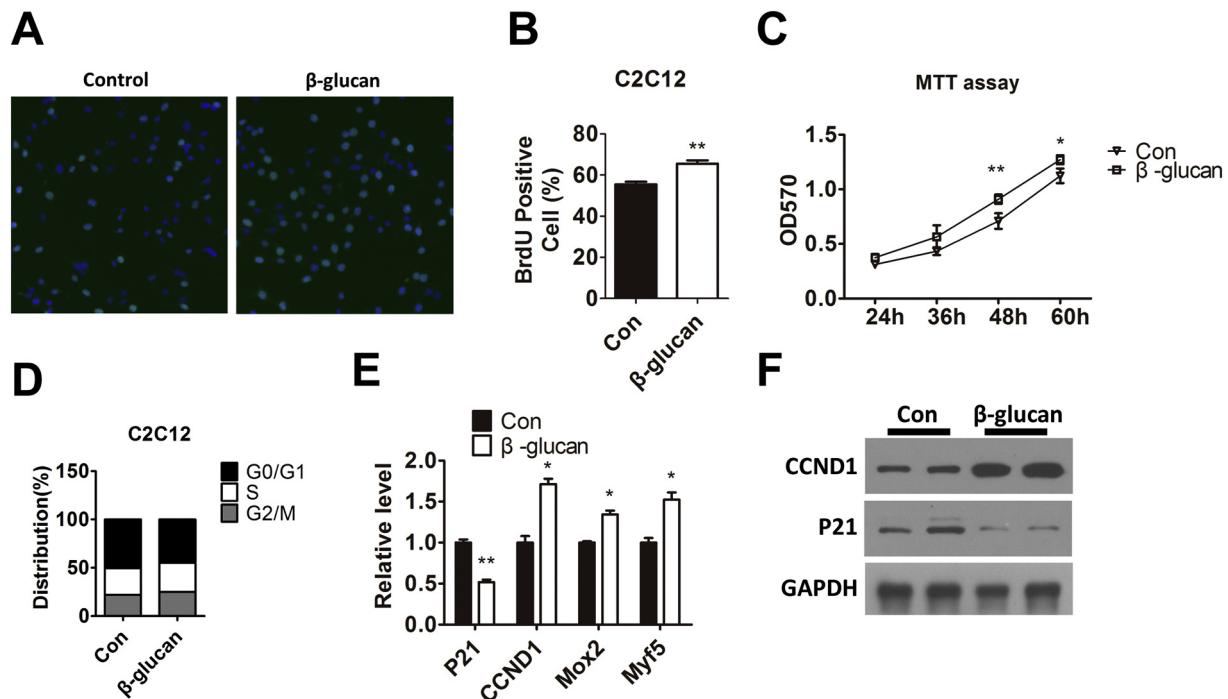 A
Control
β-glucan
B
C2C12
BrdU Positive
Cell (%)
80
60
40
20
0
**
Con
β-glucan
C
MTT assay
OD570
1.5
1.0
0.5
0.0
**
*
24h
36h
48h
60h
Con
β -glucan
D
C2C12
Distribution(%)
150
100
50
0
G0/G1
S
G2/M
Con
β-glucan
E
Con
β -glucan
Relative level
2.0
1.5
1.0
0.5
0.0
**
*
*
*
P21
CCND1
Mox2
Myf5
F
Con
β-glucan
CCND1
P21
GAPDH